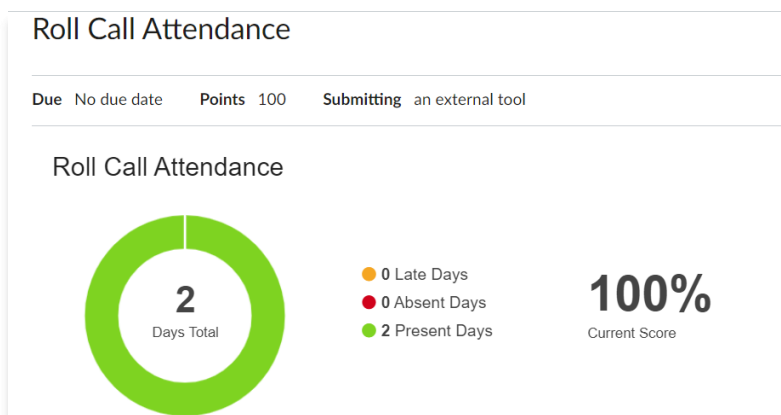 Roll Call Attendance
Due No due date Points 100 Submitting an external tool
Roll Call Attendance
2
Days Total
0 Late Days
0 Absent Days
2 Present Days
100%
Current Score